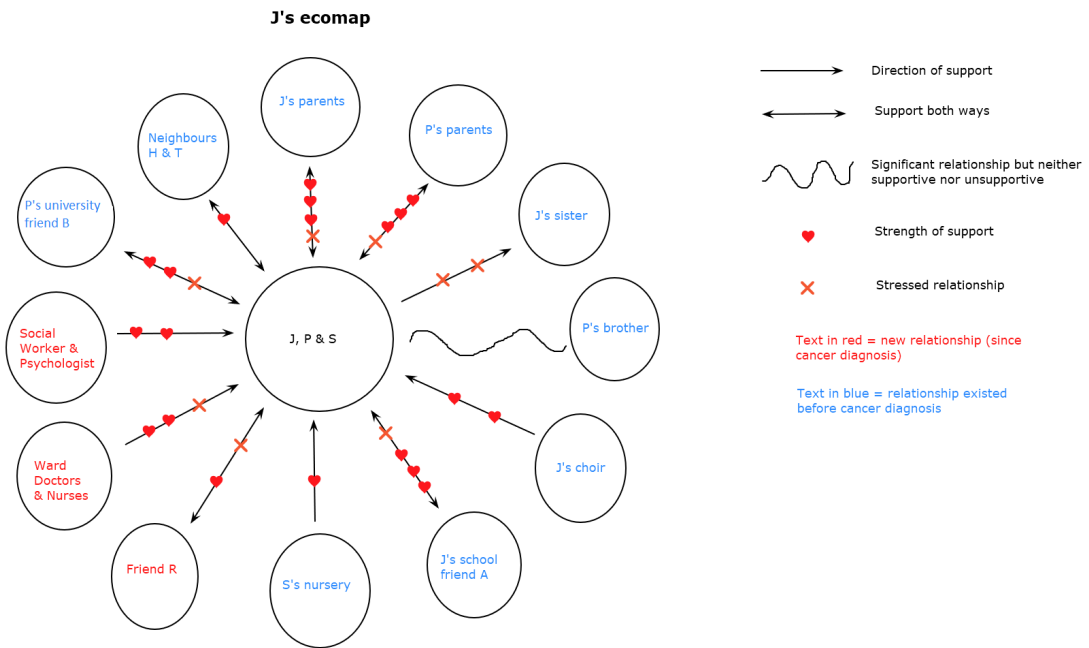 J's ecomap
J's parents
P's parents
Neighbours
H & T
J's sister
P's university
friend B
P's brother
Social
Worker &
Psychologist
J, P & S
J's choir
Ward
Doctors
& Nurses
Friend R
S's nursery
J's school
friend A
Direction of support
Support both ways
Significant relationship but neither
supportive nor unsupportive
Strength of support
Stressed relationship
Text in red = new relationship (since
cancer diagnosis)
Text in blue = relationship existed
before cancer diagnosis